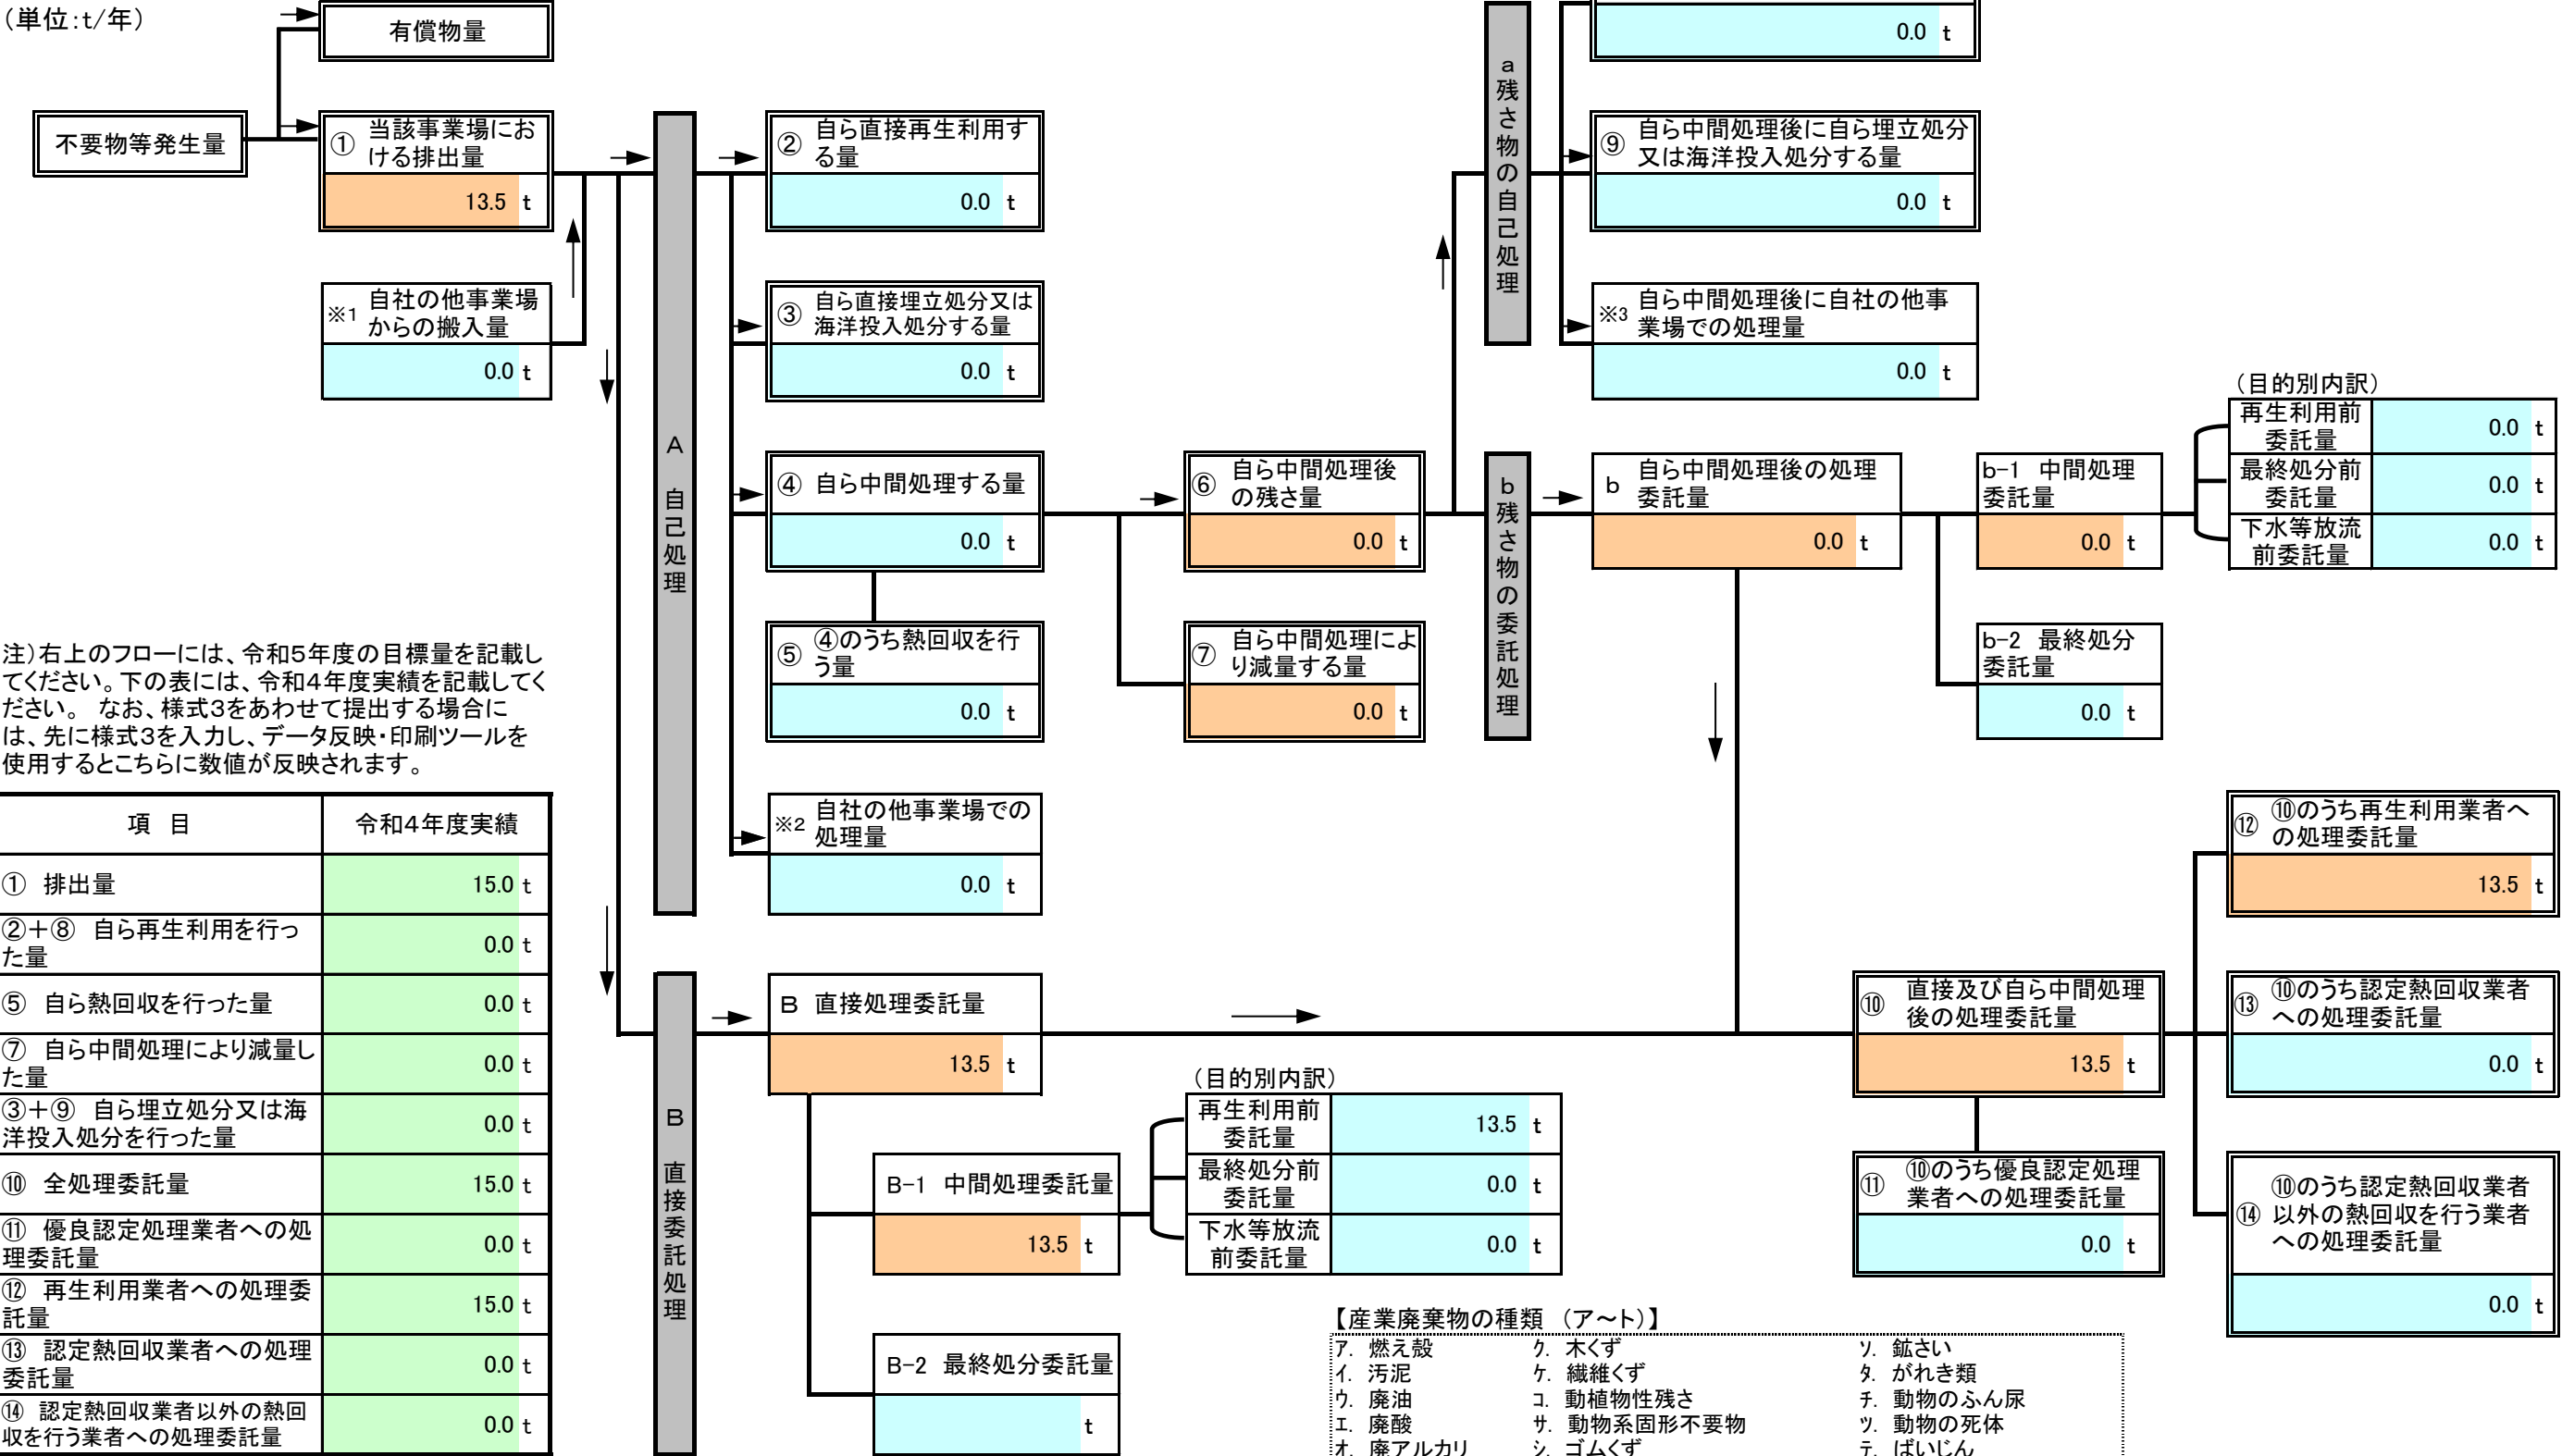 （単位：t/年）
有償物量
0.0 t
不要物等発生量
① 当該事業場にお
ける排出量
13.5 t
※1 自社の他事業場
からの搬入量
0.0 t
A 自己処理
② 自ら直接再生利用す
る量
0.0 t
③ 自ら直接埋立処分又は
海洋投入処分する量
0.0 t
④ 自ら中間処理する量
0.0 t
⑤ ④のうち熱回収を行
う量
0.0 t
※2 自社の他事業場での
処理量
0.0 t
⑥ 自ら中間処理後
の残さ量
0.0 t
⑦ 自ら中間処理によ
り減量する量
0.0 t
a残さ物の自己処理
⑨ 自ら中間処理後に自ら埋立処分
又は海洋投入処分する量
0.0 t
※3 自ら中間処理後に自社の他事
業場での処理量
0.0 t
b残さ物の委託処理
b 自ら中間処理後の処理
委託量
0.0 t
b-1 中間処理
委託量
0.0 t
（目的別内訳）
再生利用前
委託量
0.0 t
最終処分前
委託量
0.0 t
下水等放流
前委託量
0.0 t
b-2 最終処分
委託量
0.0 t
注）右上のフローには、令和5年度の目標量を記載し
てください。下の表には、令和4年度実績を記載してく
ださい。 なお、様式3をあわせて提出する場合に
は、先に様式3を入力し、データ反映・印刷ツールを
使用するとこちらに数値が反映されます。
項 目 令和4年度実績
① 排出量 15.0 t
②＋⑧ 自ら再生利用を行っ
た量
0.0 t
⑤ 自ら熱回収を行った量 0.0 t
⑦ 自ら中間処理により減量し
た量
0.0 t
③＋⑨ 自ら埋立処分又は海
洋投入処分を行った量
0.0 t
⑩ 全処理委託量 15.0 t
⑪ 優良認定処理業者への処
理委託量
0.0 t
⑫ 再生利用業者への処理委
託量
15.0 t
⑬ 認定熱回収業者への処理
委託量
0.0 t
⑭ 認定熱回収業者以外の熱回
収を行う業者への処理委託量
0.0 t
B 直接委託処理
B 直接処理委託量
13.5 t
B-1 中間処理委託量
13.5 t
（目的別内訳）
再生利用前
委託量
13.5 t
最終処分前
委託量
0.0 t
下水等放流
前委託量
0.0 t
B-2 最終処分委託量
t
⑩ 直接及び自ら中間処理
後の処理委託量
13.5 t
⑪ ⑩のうち優良認定処理
業者への処理委託量
0.0 t
⑫ ⑩のうち再生利用業者へ
の処理委託量
13.5 t
⑬ ⑩のうち認定熱回収業者
への処理委託量
0.0 t
⑭ ⑩のうち認定熱回収業者
以外の熱回収を行う業者
への処理委託量
0.0 t
【産業廃棄物の種類 （ア～ト）】
ｱ. 燃え殻 ｸ. 木くず ｿ. 鉱さい
ｲ. 汚泥 ｹ. 繊維くず ﾀ. がれき類
ｳ. 廃油 ｺ. 動植物性残さ ﾁ. 動物のふん尿
ｴ. 廃酸 ｻ. 動物系固形不要物 ﾂ. 動物の死体
ｵ. 廃アルカリ ｼ. ゴムくず ﾃ. ばいじん